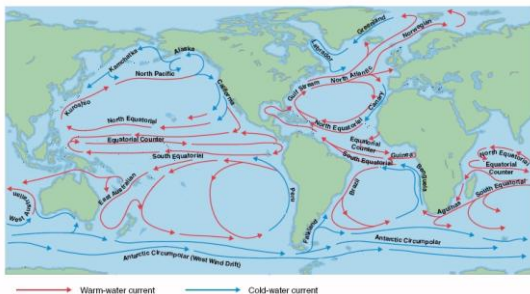 Greenland
Norwegian
Labrador
Alaska
Kamchatka
North Pacific
Kuroshio
California
Gulf Stream
North Atlantic
Canary
North Equatorial
North Equatorial
Equatorial Counter
South Equatorial
Equatorial
Counter
South Equatorial
Guinea
North Equatorial
Equatorial
Counter
South Equatorial
East Australian
West Australian
Peru
Brazil
Benguela
Agulhas
Falkland
Antarctic Circumpolar
Antarctic Circumpolar (West Wind Drift)
Warm-water current
Cold-water current